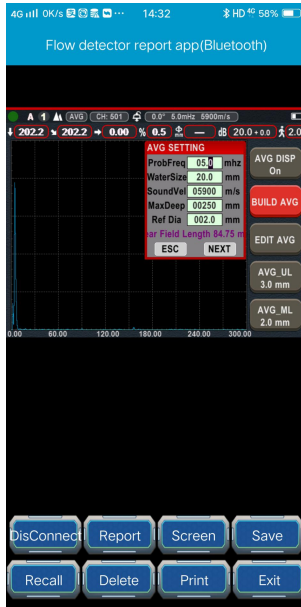 4G 0K/s ··· 14:32 HD 4G 58%
Flow detector report app(Bluetooth)
A 1 AVG CH: 501 0.0° 5.0mHz 5900m/s
202.2 202.2 0.00 % 0.5 — dB 20.0+0.0 2.0
AVG SETTING
ProbFreq 05.0 mhz
WaterSize 20.0 mm
SoundVel 05900 m/s
MaxDeep 00250 mm
Ref Dia 002.0 mm
ar Field Length 84.75 m
ESC NEXT
AVG DISP
On
BUILD AVG
EDIT AVG
AVG_UL
3.0 mm
AVG_ML
2.0 mm
0.00 60.00 120.00 180.00 240.00 300.00
DisConnect Report Screen Save
Recall Delete Print Exit